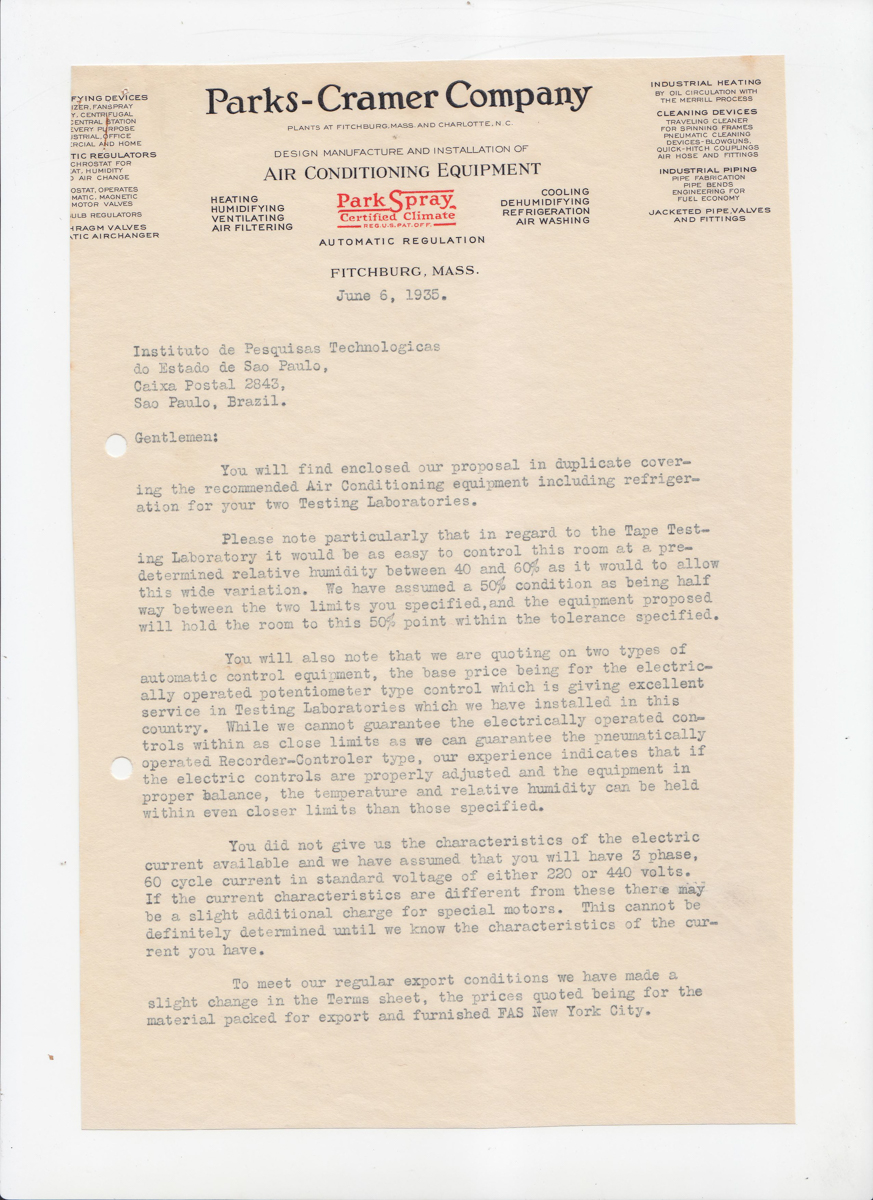 Parks-Cramer Company
PLANTS AT FITCHBURG, MASS. AND CHARLOTTE, N.C.
DESIGN MANUFACTURE AND INSTALLATION OF
AIR CONDITIONING EQUIPMENT
HEATING
HUMIDIFYING
VENTILATING
AIR FILTERING
ParkSpray
Certified Climate
REG. U.S. PAT. OFF.
COOLING
DEHUMIDIFYING
REFRIGERATION
AIR WASHING
AUTOMATIC REGULATION
FITCHBURG, MASS.
FYING DEVICES
IZER, FANSPRAY
Y, CENTRIFUGAL
CENTRAL STATION
EVERY PURPOSE
STRIAL, OFFICE
RCIAL AND HOME
TIC REGULATORS
CHROSTAT FOR
AT, HUMIDITY
D AIR CHANGE
OSTAT, OPERATES
MATIC, MAGNETIC
MOTOR VALVES
ULB REGULATORS
HRAGM VALVES
TIC AIRCHANGER
INDUSTRIAL HEATING
BY OIL CIRCULATION WITH
THE MERRILL PROCESS
CLEANING DEVICES
TRAVELING CLEANER
FOR SPINNING FRAMES
PNEUMATIC CLEANING
DEVICES-BLOWGUNS,
QUICK-HITCH COUPLINGS
AIR HOSE AND FITTINGS
INDUSTRIAL PIPING
PIPE FABRICATION
PIPE BENDS
ENGINEERING FOR
FUEL ECONOMY
JACKETED PIPE, VALVES
AND FITTINGS
June 6, 1935.
Instituto de Pesquisas Technologicas
do Estado de Sao Paulo,
Caixa Postal 2843,
Sao Paulo, Brazil.
Gentlemen:
You will find enclosed our proposal in duplicate cover-
ing the recommended Air Conditioning equipment including refriger-
ation for your two Testing Laboratories.
Please note particularly that in regard to the Tape Test-
ing Laboratory it would be as easy to control this room at a pre-
determined relative humidity between 40 and 60% as it would to allow
this wide variation. We have assumed a 50% condition as being half
way between the two limits you specified,and the equipment proposed
will hold the room to this 50% point within the tolerance specified.
You will also note that we are quoting on two types of
automatic control equipment, the base price being for the electric-
ally operated potentiometer type control which is giving excellent
service in Testing Laboratories which we have installed in this
country. While we cannot guarantee the electrically operated con-
trols within as close limits as we can guarantee the pneumatically
operated Recorder-Controler type, our experience indicates that if
the electric controls are properly adjusted and the equipment in
proper balance, the temperature and relative humidity can be held
within even closer limits than those specified.
You did not give us the characteristics of the electric
current available and we have assumed that you will have 3 phase,
60 cycle current in standard voltage of either 220 or 440 volts.
If the current characteristics are different from these there may
be a slight additional charge for special motors. This cannot be
definitely determined until we know the characteristics of the cur-
rent you have.
To meet our regular export conditions we have made a
slight change in the Terms sheet, the prices quoted being for the
material packed for export and furnished FAS New York City.